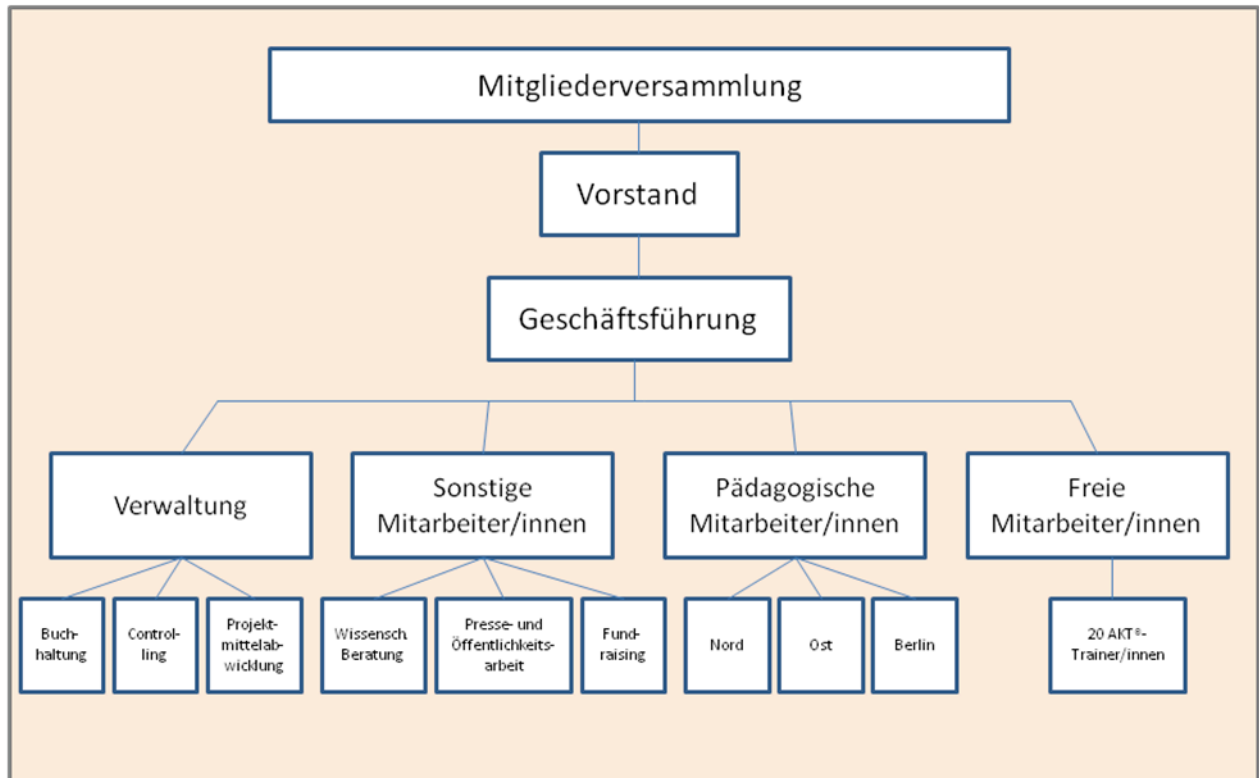 Mitgliederversammlung
Vorstand
Geschäftsführung
Verwaltung
Sonstige
Mitarbeiter/innen
Pädagogische
Mitarbeiter/innen
Freie
Mitarbeiter/innen
Buch-
haltung
Control-
ling
Projekt-
mittelab-
wicklung
Wissensch.
Beratung
Presse- und
Öffentlichkeits-
arbeit
Fund-
raising
Nord
Ost
Berlin
20 AKT®-
Trainer/innen